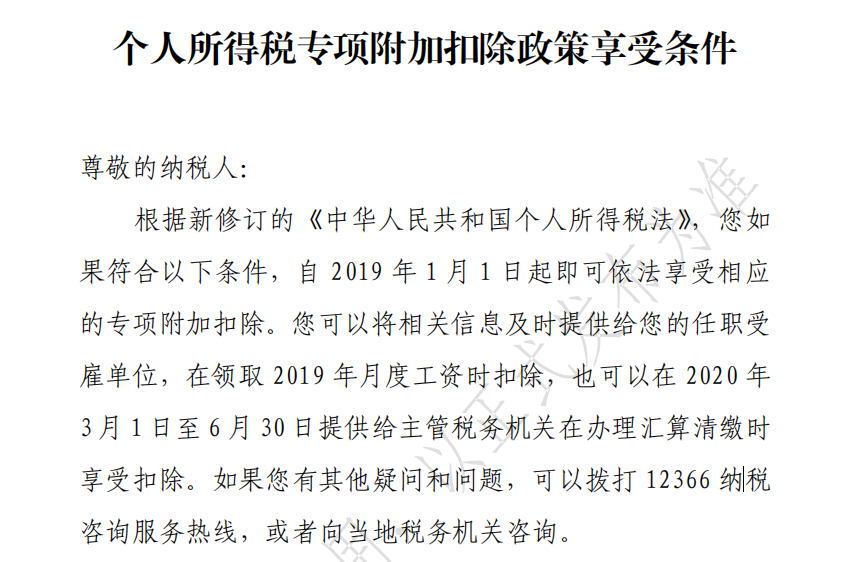 个人所得税专项附加扣除政策享受条件
尊敬的纳税人：
根据新修订的《中华人民共和国个人所得税法》，您如
果符合以下条件，自 2019 年 1 月 1 日起即可依法享受相应
的专项附加扣除。您可以将相关信息及时提供给您的任职受
雇单位，在领取 2019 年月度工资时扣除，也可以在 2020 年
3 月 1 日至 6 月 30 日提供给主管税务机关在办理汇算清缴时
享受扣除。如果您有其他疑问和问题，可以拨打 12366 纳税
咨询服务热线，或者向当地税务机关咨询。
以正式发布为准